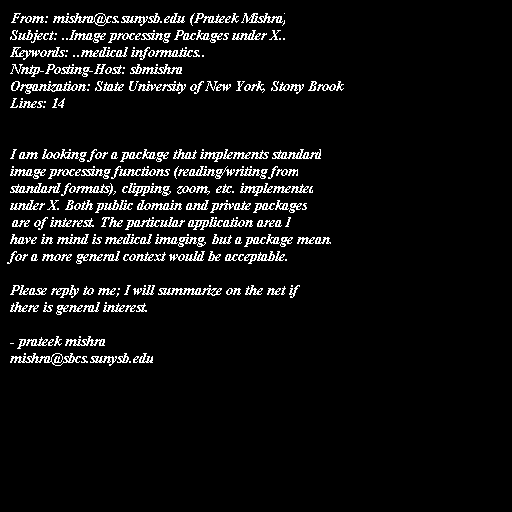 From: mishra@cs.sunysb.edu (Prateek Mishra)
Subject: ..Image processing Packages under X..
Keywords: ..medical informatics..
Nntp-Posting-Host: sbmishra
Organization: State University of New York, Stony Brook
Lines: 14
I am looking for a package that implements standard
image processing functions (reading/writing from
standard formats), clipping, zoom, etc. implemented
under X. Both public domain and private packages
are of interest. The particular application area I
have in mind is medical imaging, but a package meant
for a more general context would be acceptable.
Please reply to me; I will summarize on the net if
there is general interest.
- prateek mishra
mishra@sbcs.sunysb.edu